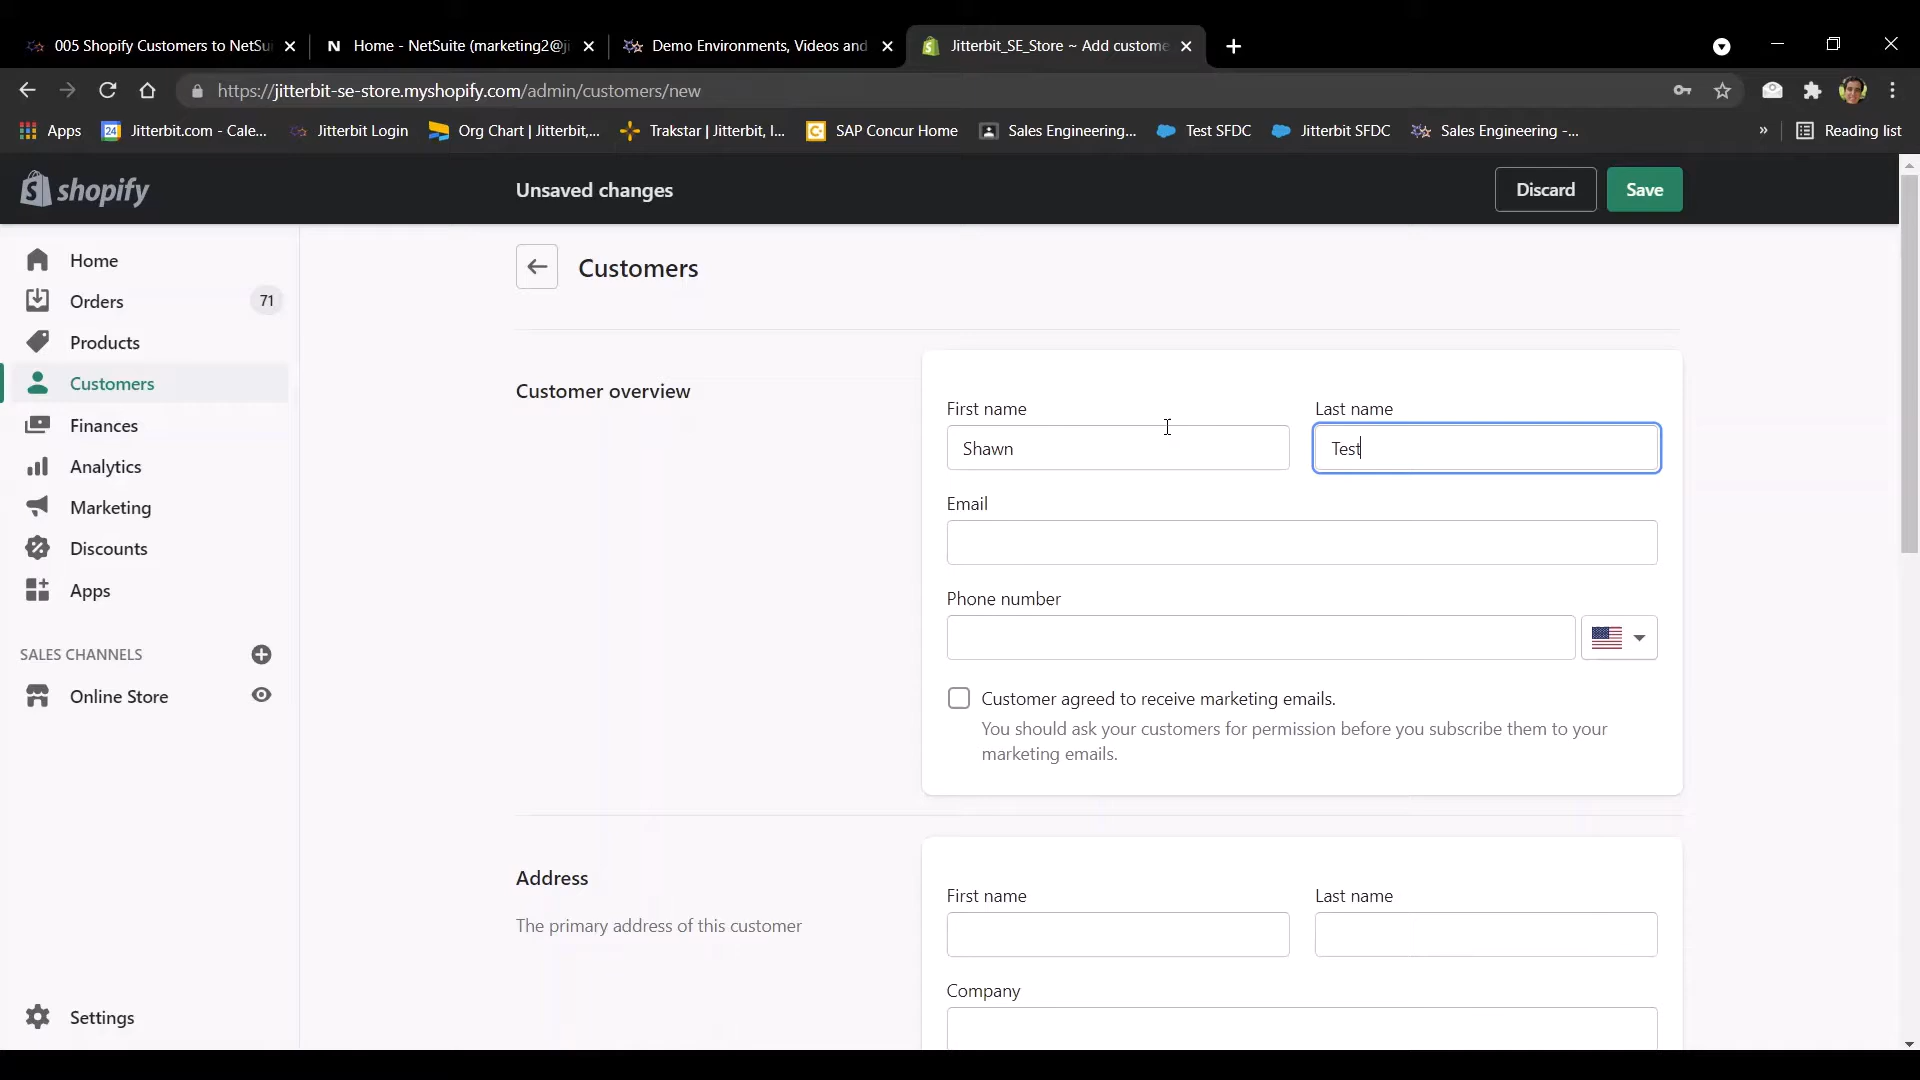 005 Shopify Customers to NetSui
Home - NetSuite (marketing2@ji
Demo Environments, Videos and
Jitterbit_SE_Store ~ Add custome
https://jitterbit-se-store.myshopify.com/admin/customers/new
Apps
24
Jitterbit.com - Cale...
Jitterbit Login
Org Chart | Jitterbit,...
Trakstar | Jitterbit, I...
SAP Concur Home
Sales Engineering...
Test SFDC
Jitterbit SFDC
Sales Engineering -...
»
Reading list
shopify
Unsaved changes
Discard
Save
Home
Orders
71
Products
Customers
Finances
Analytics
Marketing
Discounts
Apps
SALES CHANNELS
Online Store
Settings
Customers
Customer overview
First name
Last name
Shawn
Test
Email
Phone number
Customer agreed to receive marketing emails.
You should ask your customers for permission before you subscribe them to your
marketing emails.
Address
The primary address of this customer
First name
Last name
Company